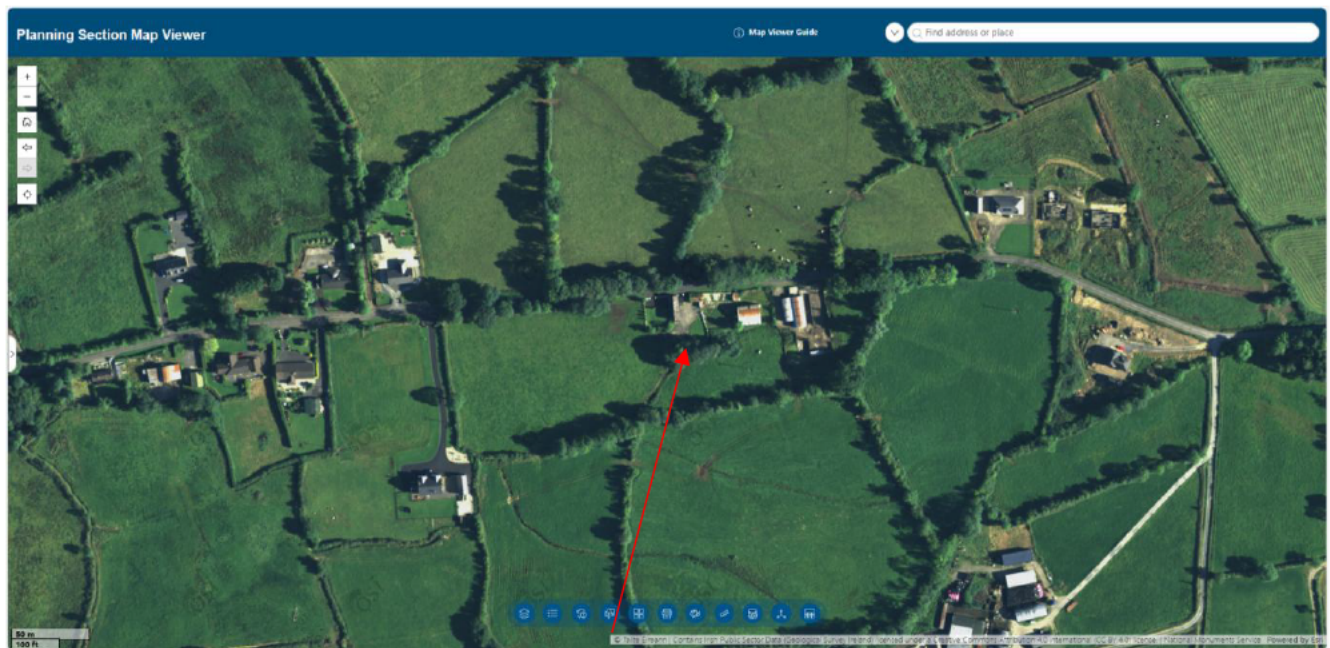 Planning Section Map Viewer
Map Viewer Guide
Find address or place
50 m
100 ft
© Tailte Éireann | Contains Irish Public Sector Data (Geological Survey Ireland) licensed under a Creative Commons Attribution 4.0 International (CC BY 4.0) license. | National Monuments Service Powered by Esri